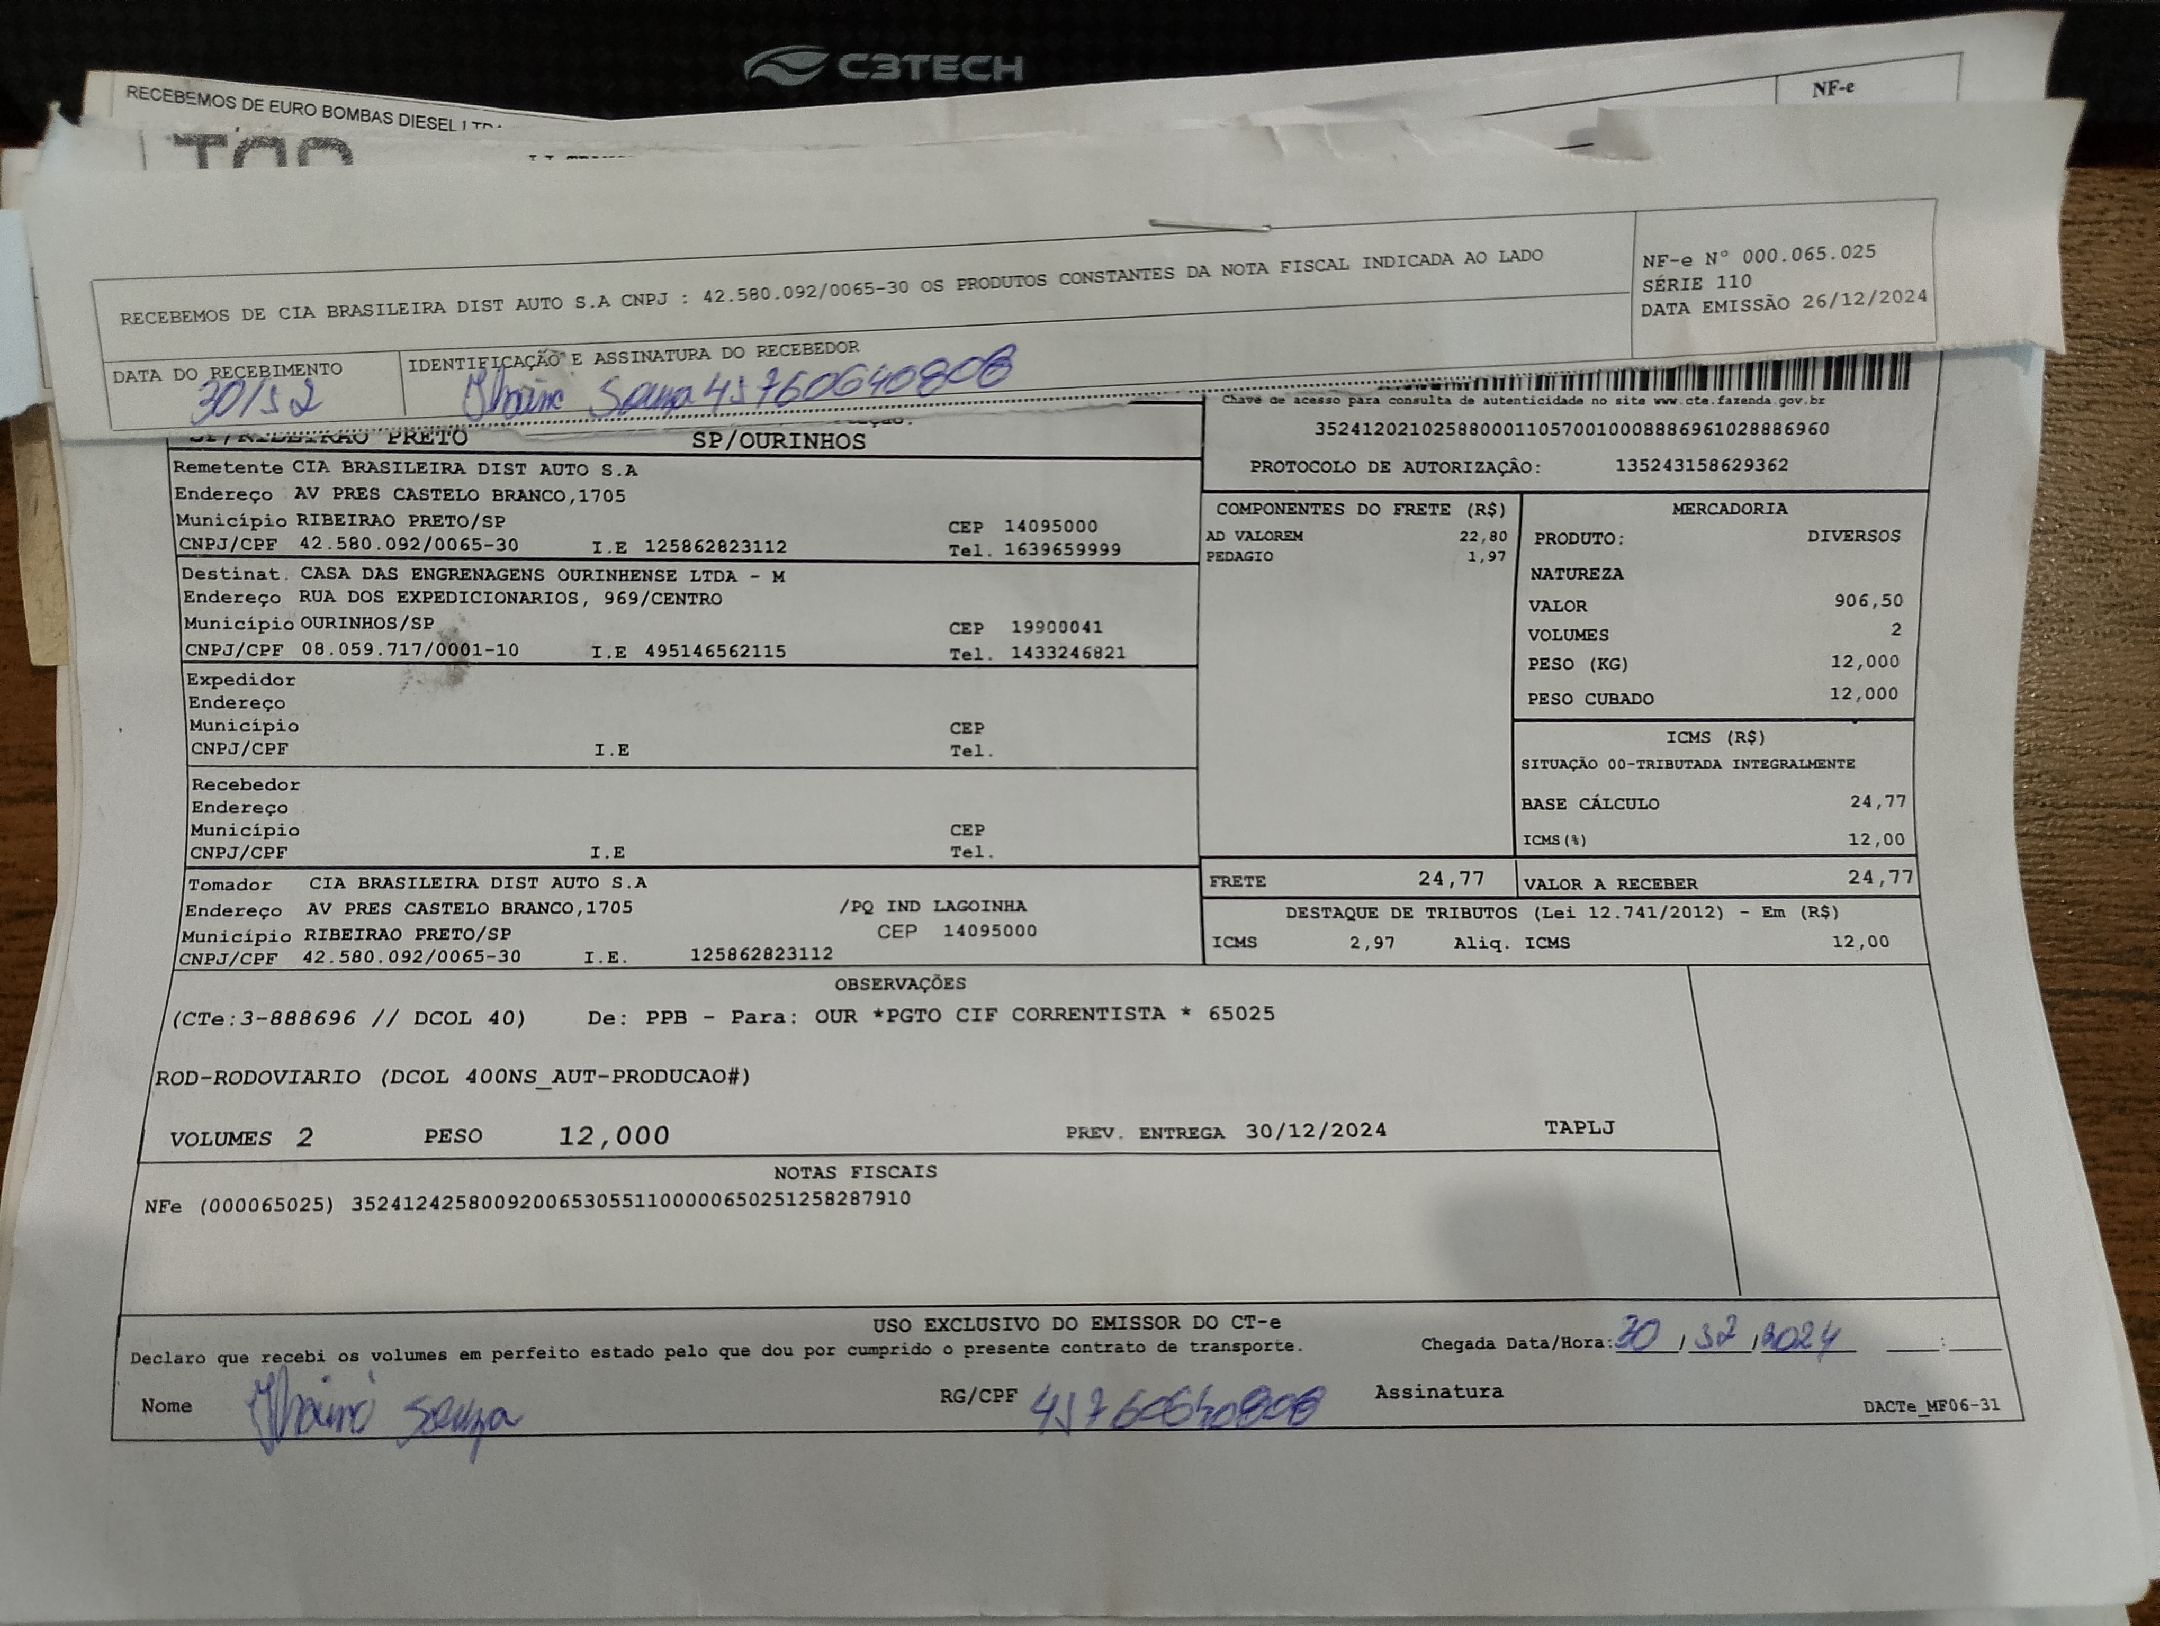 C3TECH
RECEBEMOS DE EURO BOMBAS DIESEL LTDA
NF-e
RECEBEMOS DE CIA BRASILEIRA DIST AUTO S.A CNPJ : 42.580.092/0065-30 OS PRODUTOS CONSTANTES DA NOTA FISCAL INDICADA AO LADO
NF-e Nº 000.065.025
SÉRIE 110
DATA EMISSÃO 26/12/2024
DATA DO RECEBIMENTO
30/12
IDENTIFICAÇÃO E ASSINATURA DO RECEBEDOR
Souza 45760640808
Chave de acesso para consulta de autenticidade no site www.cte.fazenda.gov.br
35241202102588000110570010008886961028886960
PROTOCOLO DE AUTORIZAÇÃO: 135243158629362
SP/RIBEIRAO PRETO SP/OURINHOS
Remetente CIA BRASILEIRA DIST AUTO S.A
Endereço AV PRES CASTELO BRANCO,1705
Município RIBEIRAO PRETO/SP CEP 14095000
CNPJ/CPF 42.580.092/0065-30 I.E 125862823112 Tel. 1639659999
Destinat. CASA DAS ENGRENAGENS OURINHENSE LTDA - M
Endereço RUA DOS EXPEDICIONARIOS, 969/CENTRO
Município OURINHOS/SP CEP 19900041
CNPJ/CPF 08.059.717/0001-10 I.E 495146562115 Tel. 1433246821
Expedidor
Endereço
Município CEP
CNPJ/CPF I.E Tel.
Recebedor
Endereço
Município CEP
CNPJ/CPF I.E Tel.
Tomador CIA BRASILEIRA DIST AUTO S.A
Endereço AV PRES CASTELO BRANCO,1705 /PQ IND LAGOINHA
Município RIBEIRAO PRETO/SP CEP 14095000
CNPJ/CPF 42.580.092/0065-30 I.E. 125862823112
COMPONENTES DO FRETE (R$)
AD VALOREM 22,80
PEDAGIO 1,97
MERCADORIA
PRODUTO: DIVERSOS
NATUREZA
VALOR 906,50
VOLUMES 2
PESO (KG) 12,000
PESO CUBADO 12,000
ICMS (R$)
SITUAÇÃO 00-TRIBUTADA INTEGRALMENTE
BASE CÁLCULO 24,77
ICMS(%) 12,00
FRETE 24,77 VALOR A RECEBER 24,77
DESTAQUE DE TRIBUTOS (Lei 12.741/2012) - Em (R$)
ICMS 2,97 Aliq. ICMS 12,00
OBSERVAÇÕES
(CTe:3-888696 // DCOL 40) De: PPB - Para: OUR *PGTO CIF CORRENTISTA * 65025
ROD-RODOVIARIO (DCOL 400NS_AUT-PRODUCAO#)
VOLUMES 2 PESO 12,000 PREV. ENTREGA 30/12/2024 TAPLJ
NOTAS FISCAIS
NFe (000065025) 35241242580092006530551100000650251258287910
USO EXCLUSIVO DO EMISSOR DO CT-e
Declaro que recebi os volumes em perfeito estado pelo que dou por cumprido o presente contrato de transporte. Chegada Data/Hora: 30/12/2024 :
Nome Souza RG/CPF 45760640808 Assinatura
DACTe_MF06-31